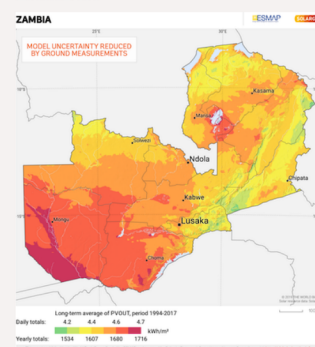 ZAMBIA
ESMAP
SOLARG
MODEL UNCERTAINTY REDUCED
BY GROUND MEASUREMENTS
Kasama
Mansa
Solwezi
Ndola
Chipata
Kabwe
Mongu
Lusaka
Choma
Long-term average of PVOUT, period 1994-2017
Daily totals: 4.2 4.4 4.6 4.7
kWh/m²
Yearly totals: 1534 1607 1680 1716